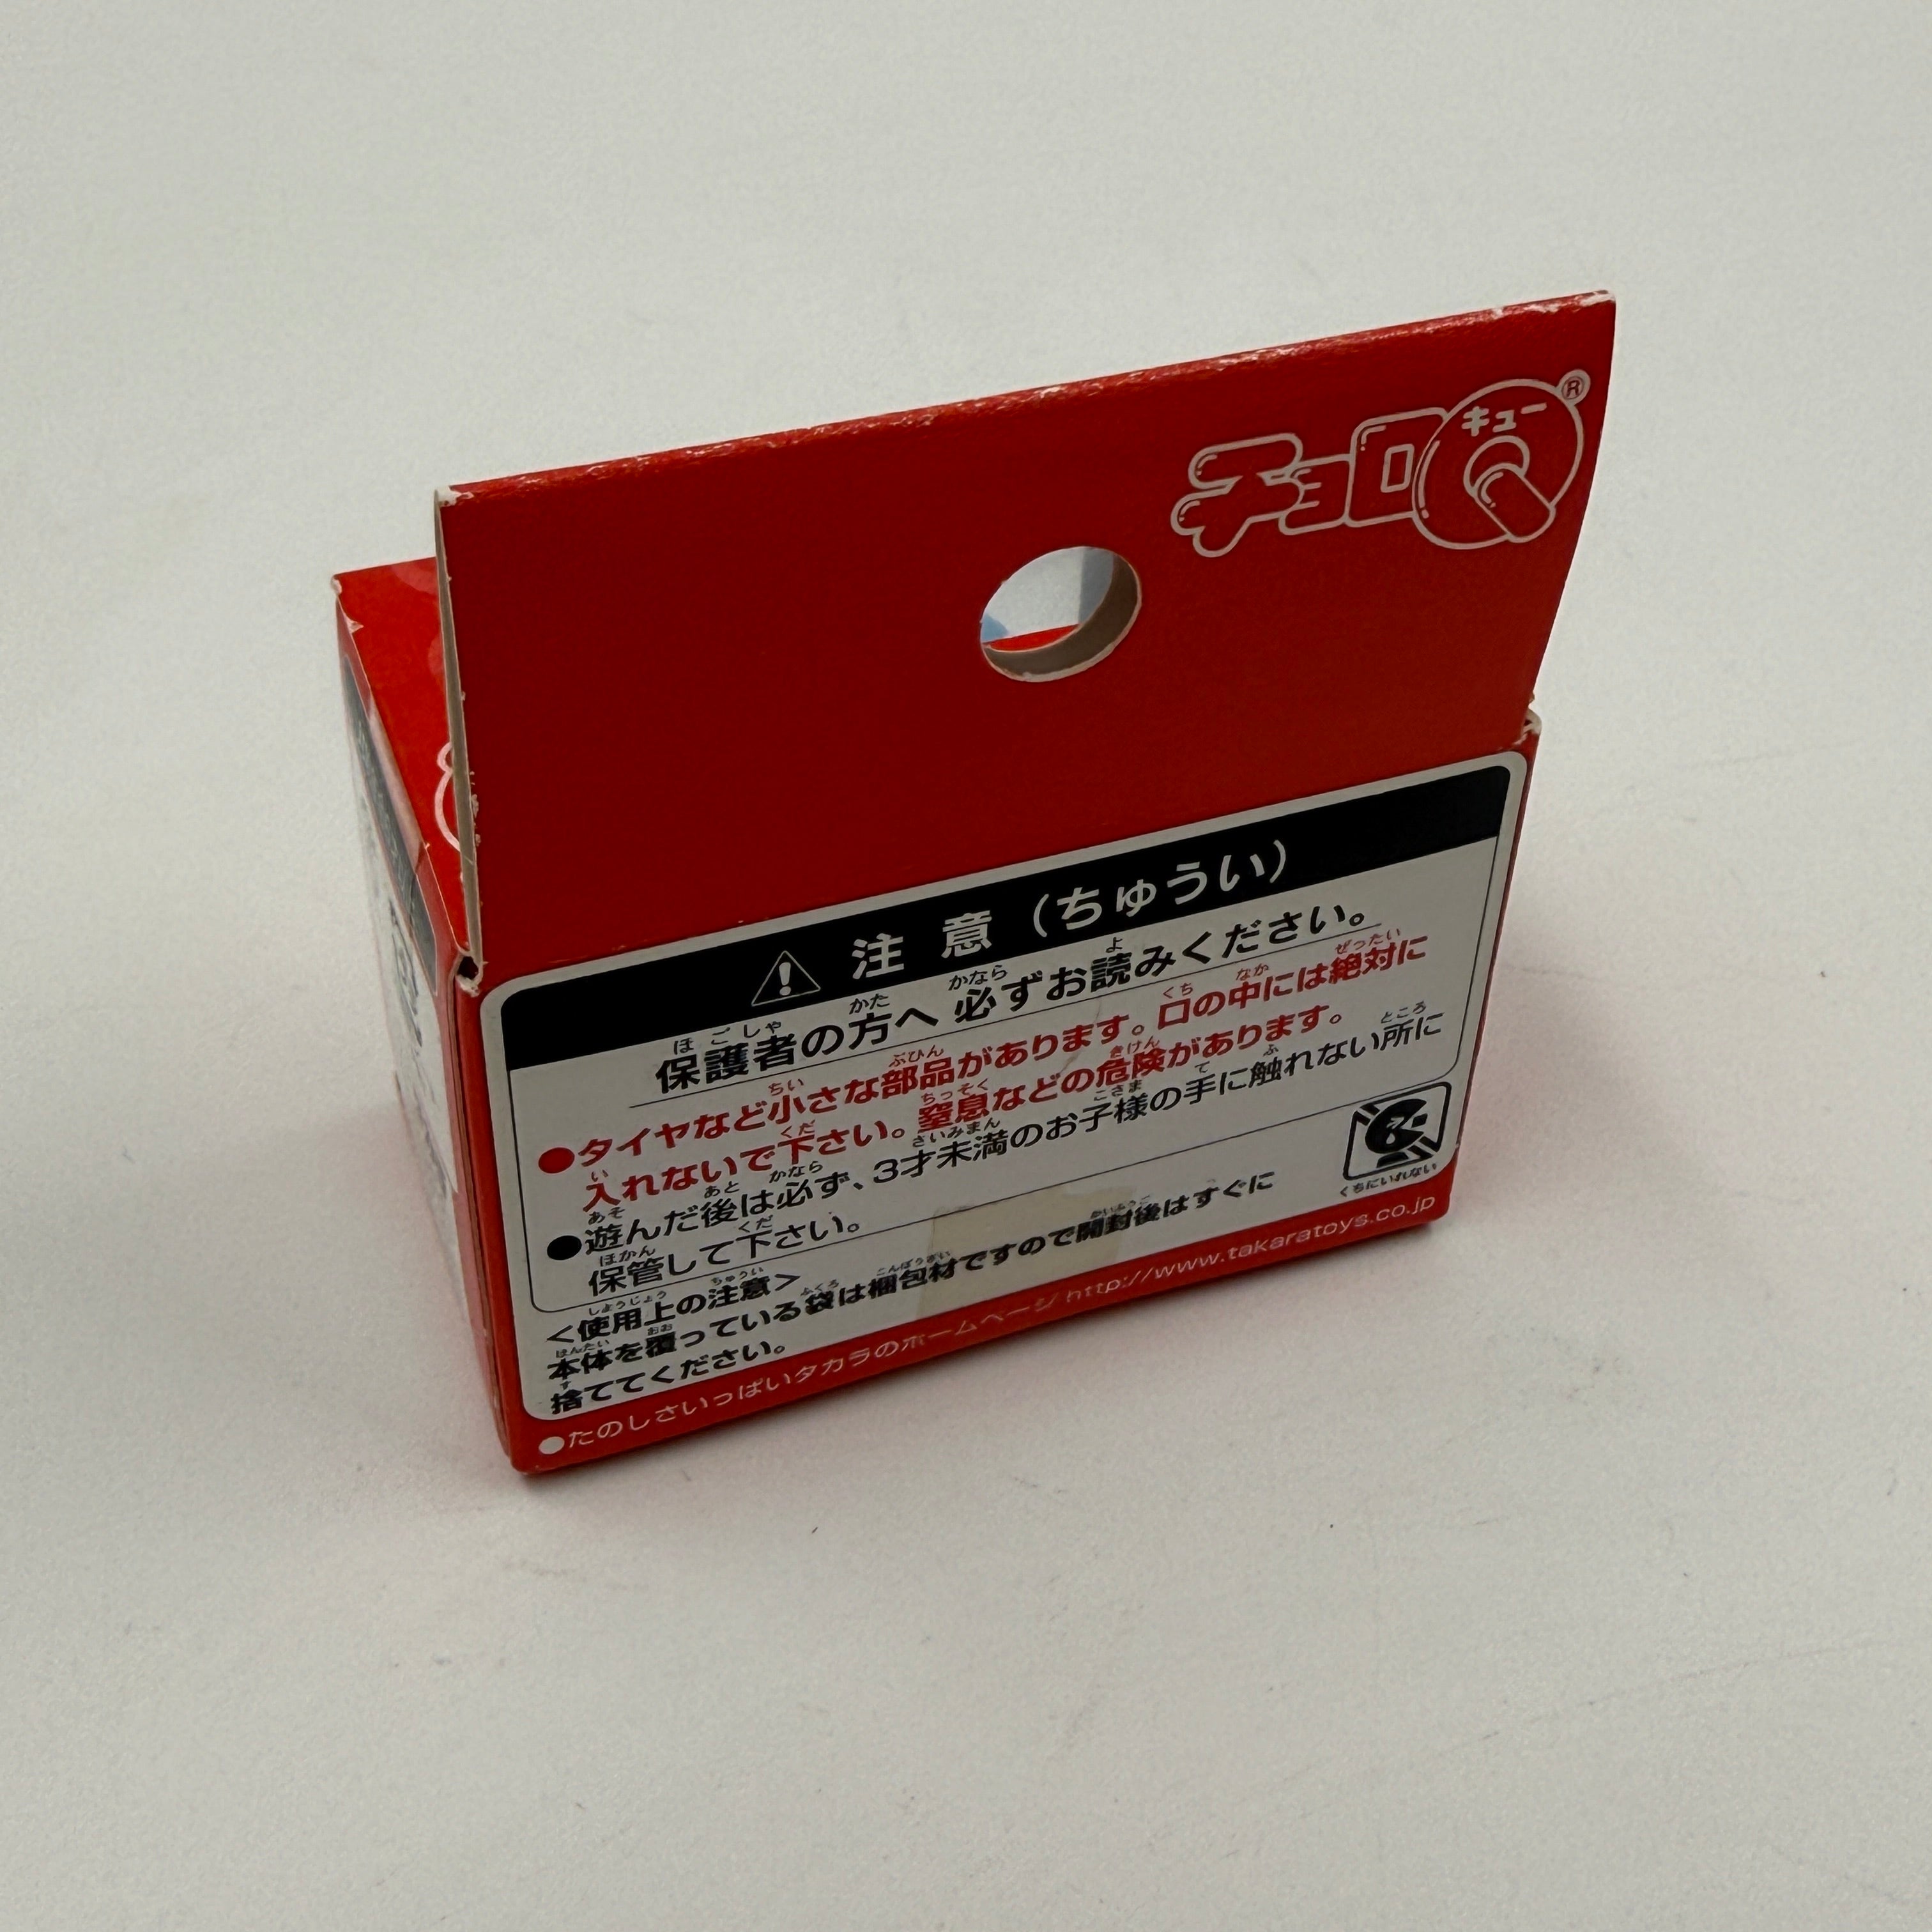 チョロQ キュー ®
注意（ちゅうい）
保護者の方へ 必ずお読みください。
●タイヤなど小さな部品があります。口の中には絶対に
入れないで下さい。窒息などの危険があります。
●遊んだ後は必ず、3才未満のお子様の手に触れない所に
保管して下さい。
くちにいれない
＜使用上の注意＞
本体を覆っている袋は梱包材ですので開封後はすぐに
捨ててください。
●たのしさいっぱいタカラのホームページ http://www.takaratoys.co.jp